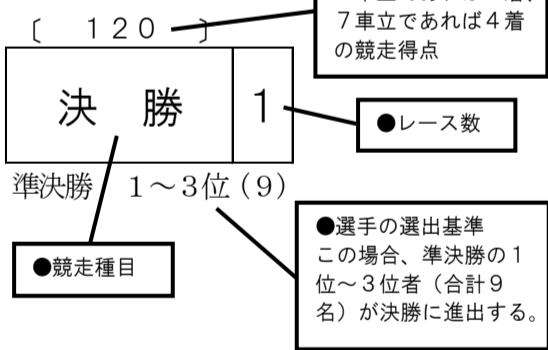 〔 120 〕
７車立であれば４着
の競走得点
決 勝 1
●レース数
準決勝 1～3位(9)
●競走種目
●選手の選出基準
この場合、準決勝の１
位～３位者（合計９
名）が決勝に進出する。